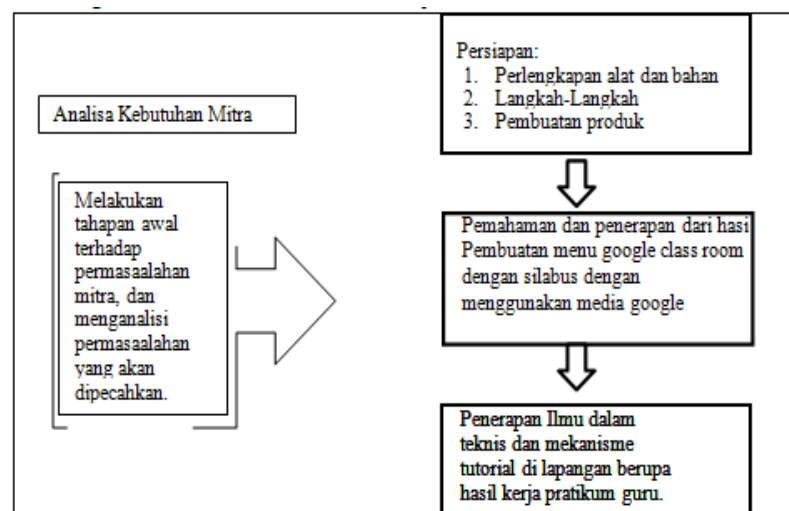 Analisa Kebutuhan Mitra
Melakukan
tahapan awal
terhadap
permasaalahan
mitra, dan
menganalisi
permasaalahan
yang akan
dipecahkan.
Persiapan:
1. Perlengkapan alat dan bahan
2. Langkah-Langkah
3. Pembuatan produk
Pemahaman dan penerapan dari hasi
Pembuatan menu google class room
dengan silabus dengan
menggunakan media google
Penerapan Ilmu dalam
teknis dan mekanisme
tutorial di lapangan berupa
hasil kerja pratikum guru.